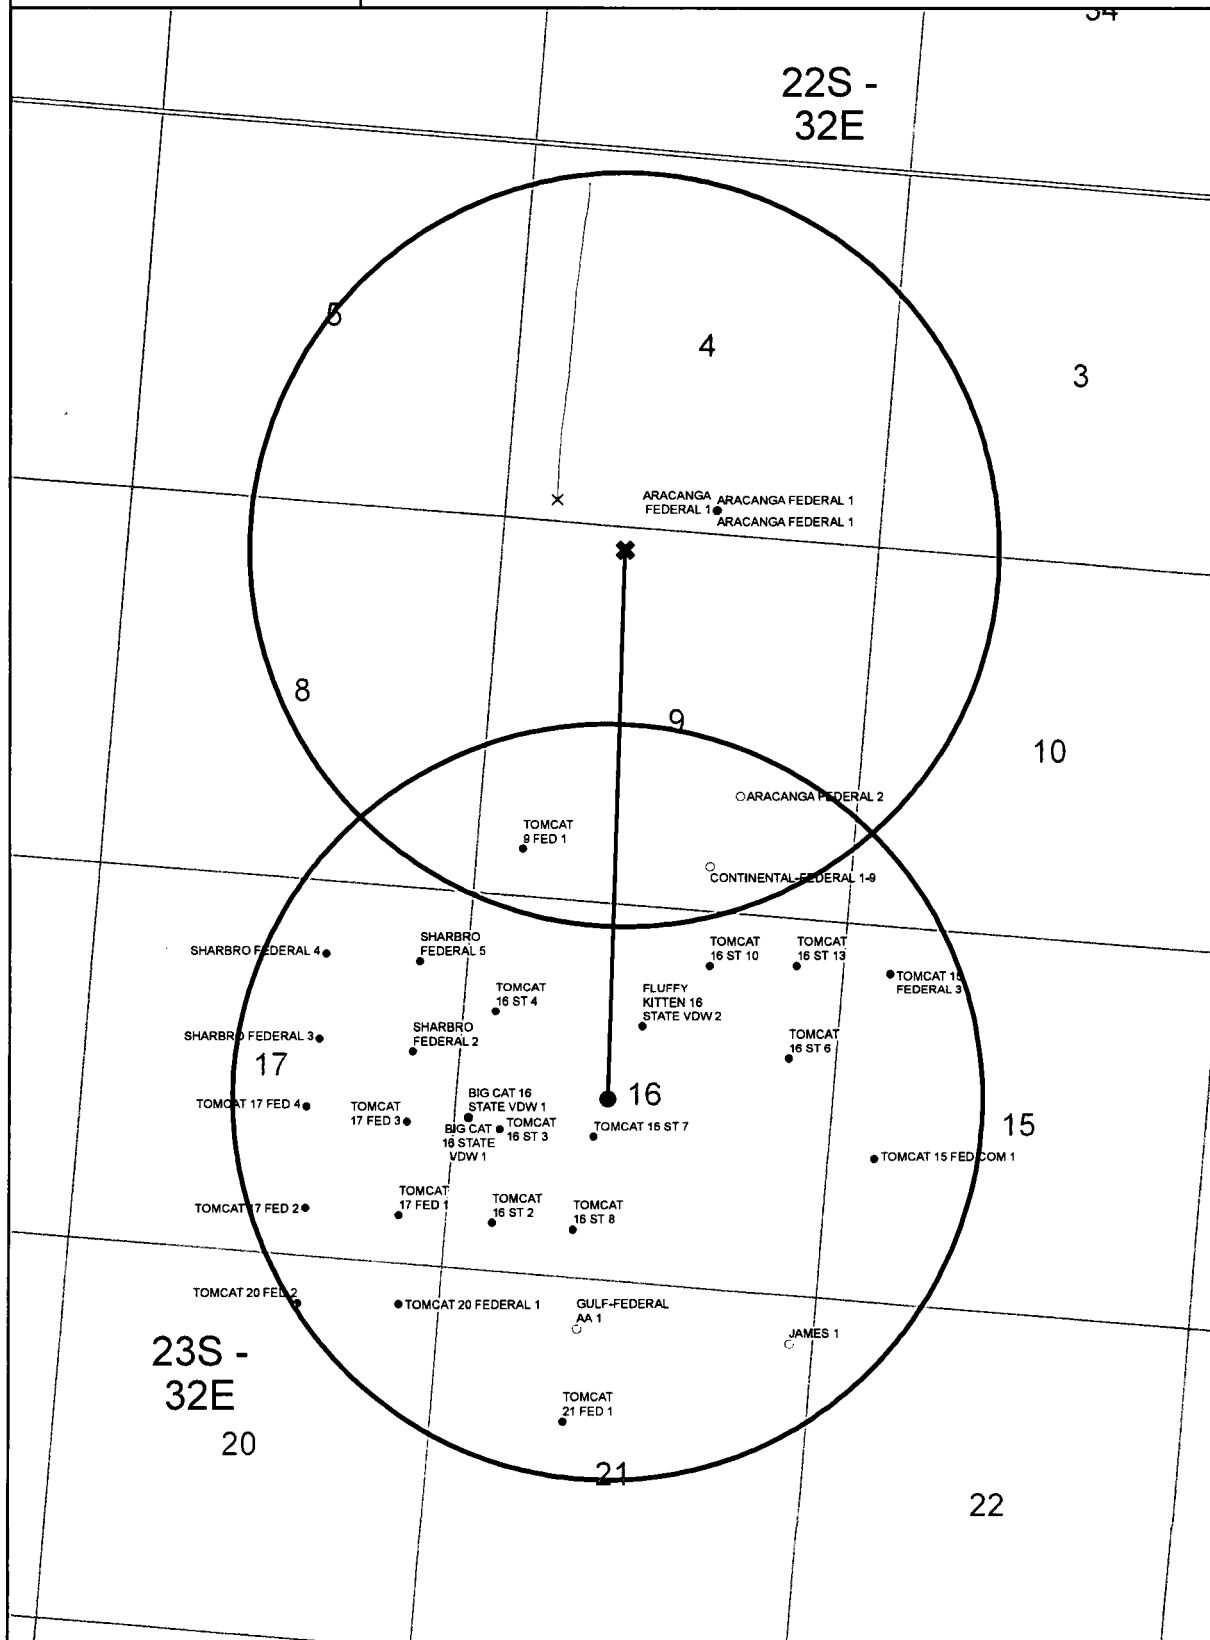 34
22S -
32E
5
4
3
ARACANGA
FEDERAL 1
ARACANGA FEDERAL 1
ARACANGA FEDERAL 1
8
9
10
ARACANGA FEDERAL 2
TOMCAT
9 FED 1
CONTINENTAL-FEDERAL 1-9
SHARBRO FEDERAL 4
SHARBRO
FEDERAL 5
TOMCAT
16 ST 10
TOMCAT
16 ST 13
TOMCAT 15
FEDERAL 3
TOMCAT
16 ST 4
FLUFFY
KITTEN 16
STATE VDW 2
SHARBRO FEDERAL 3
SHARBRO
FEDERAL 2
TOMCAT
16 ST 6
17
16
15
TOMCAT 17 FED 4
TOMCAT
17 FED 3
BIG CAT 16
STATE VDW 1
BIG CAT
16 STATE
VDW 1
TOMCAT
16 ST 3
TOMCAT 16 ST 7
TOMCAT 15 FED COM 1
TOMCAT 17 FED 2
TOMCAT
17 FED 1
TOMCAT
16 ST 2
TOMCAT
16 ST 8
TOMCAT 20 FED 2
TOMCAT 20 FEDERAL 1
GULF-FEDERAL
AA 1
JAMES 1
23S -
32E
TOMCAT
21 FED 1
20
21
22